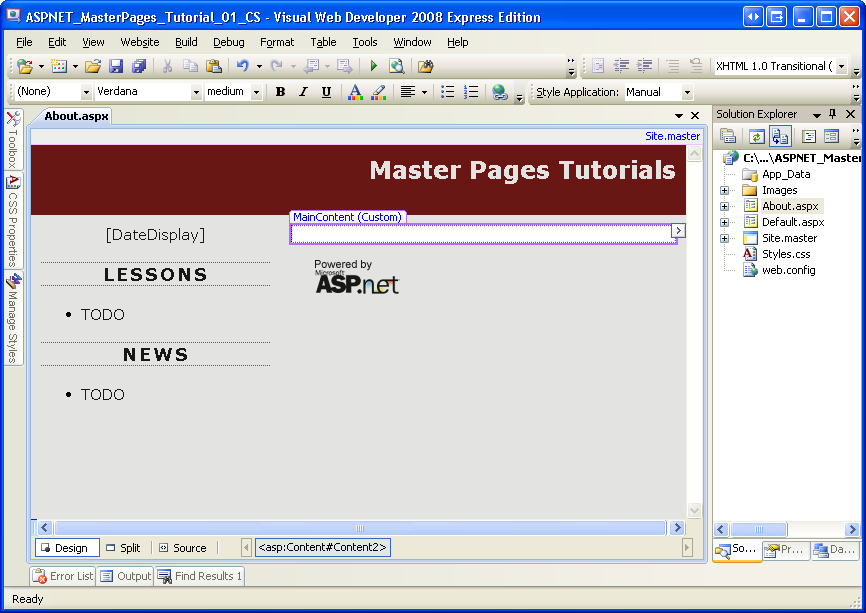 ASPNET_MasterPages_Tutorial_01_CS - Visual Web Developer 2008 Express Edition
File Edit View Website Build Debug Format Table Tools Window Help
XHTML 1.0 Transitional (
(None) Verdana medium B I U A Style Application: Manual
About.aspx
Solution Explorer
Toolbox
CSS Properties
Manage Styles
Site.master
Master Pages Tutorials
MainContent (Custom)
[DateDisplay]
LESSONS
TODO
NEWS
TODO
Powered by
Microsoft
ASP.net
C:\...\ASPNET_Master
App_Data
Images
About.aspx
Default.aspx
Site.master
Styles.css
web.config
Design Split Source <asp:Content#Content2>
So... Pr... Da...
Error List Output Find Results 1
Ready